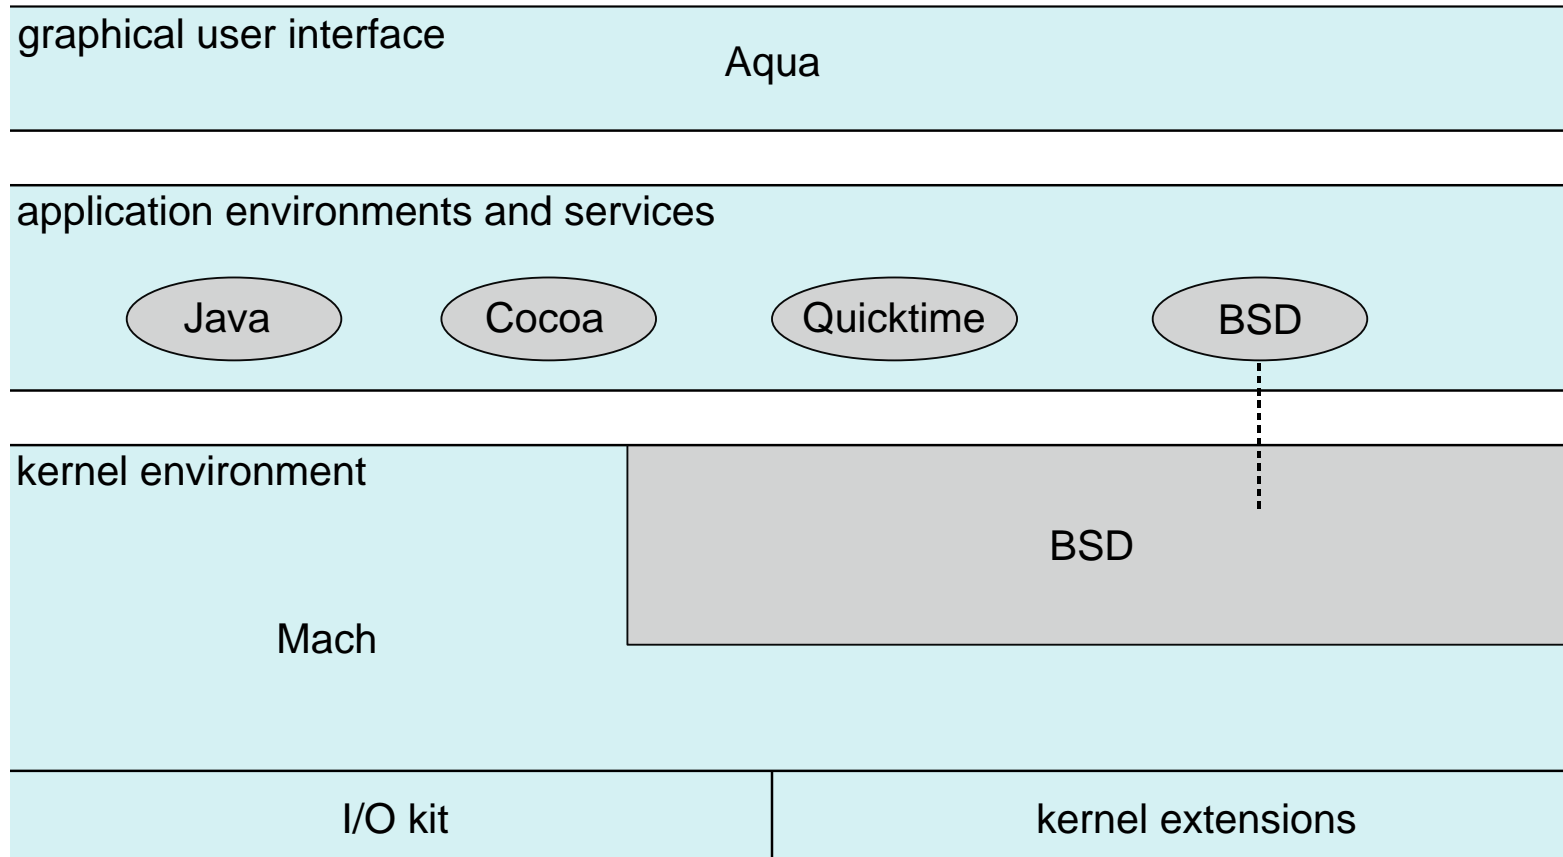 graphical user interface
Aqua
application environments and services
Java
Cocoa
Quicktime
BSD
kernel environment
BSD
Mach
I/O kit
kernel extensions